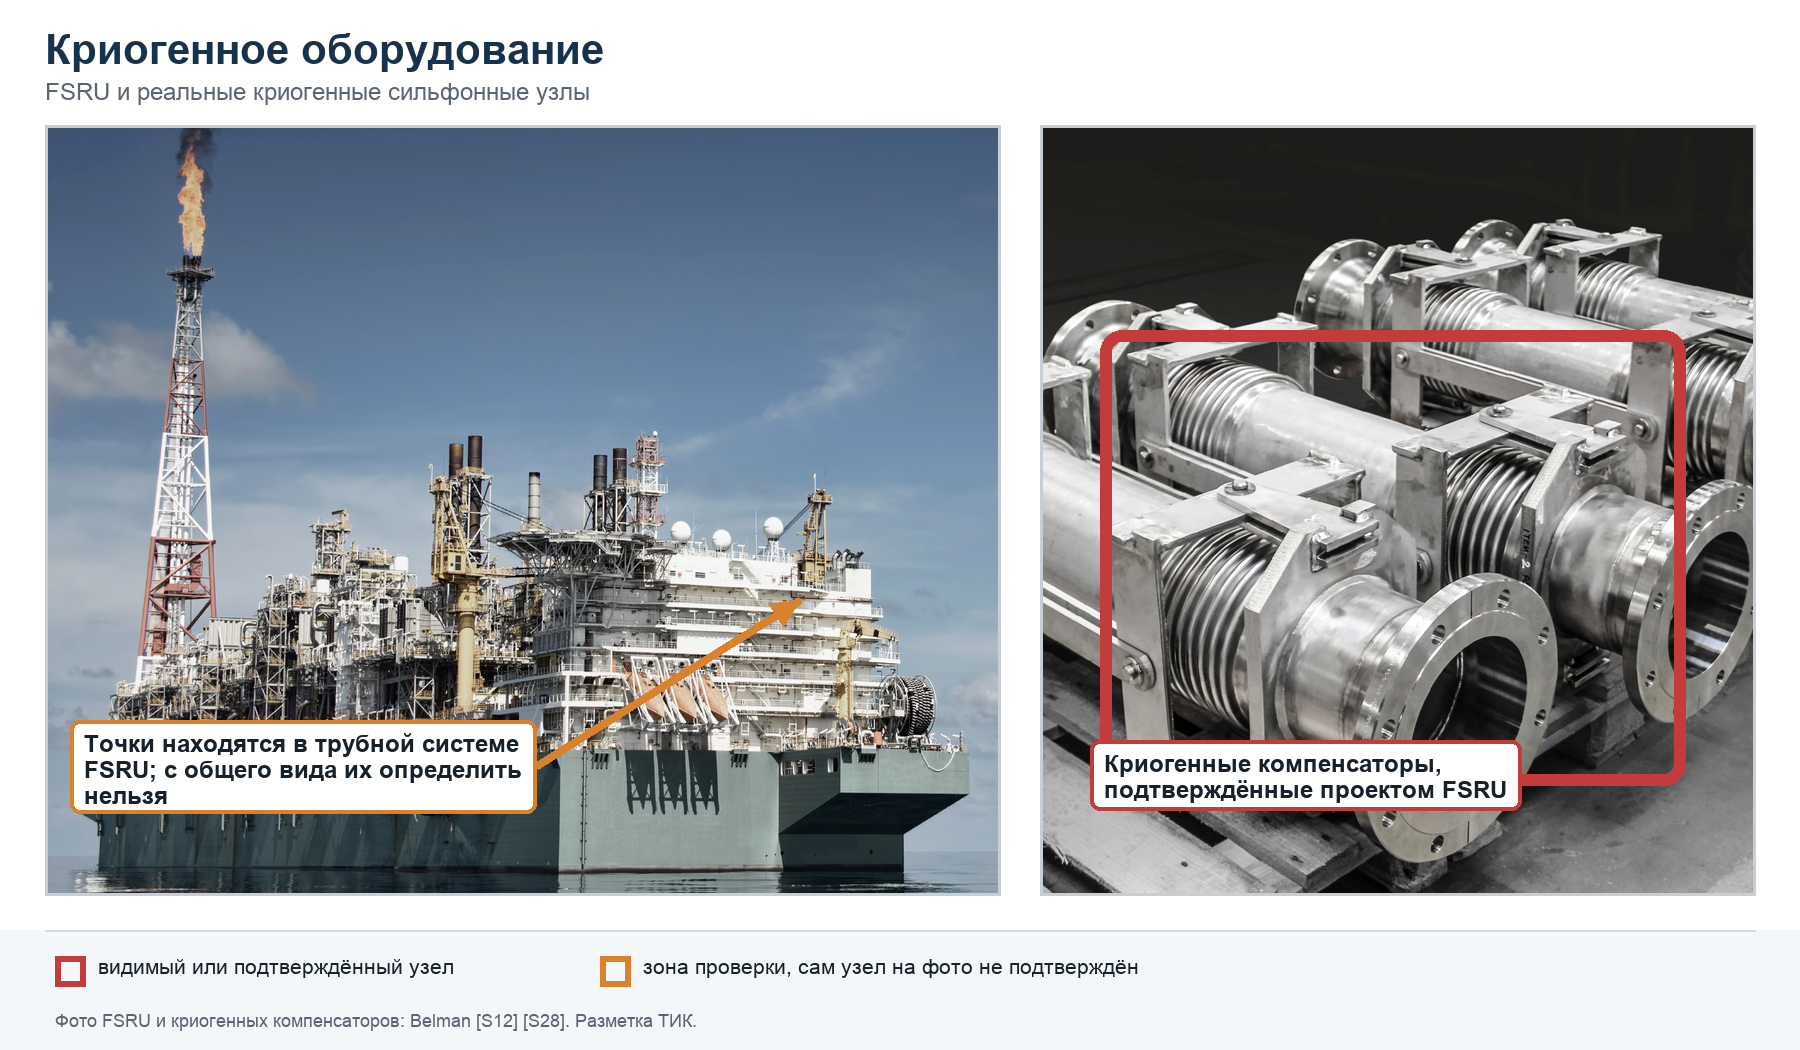 Криогенное оборудование
FSRU и реальные криогенные сильфонные узлы
Точки находятся в трубной системе
FSRU; с общего вида их определить
нельзя
Криогенные компенсаторы,
подтверждённые проектом FSRU
видимый или подтверждённый узел
зона проверки, сам узел на фото не подтверждён
Фото FSRU и криогенных компенсаторов: Belman [S12] [S28]. Разметка ТИК.